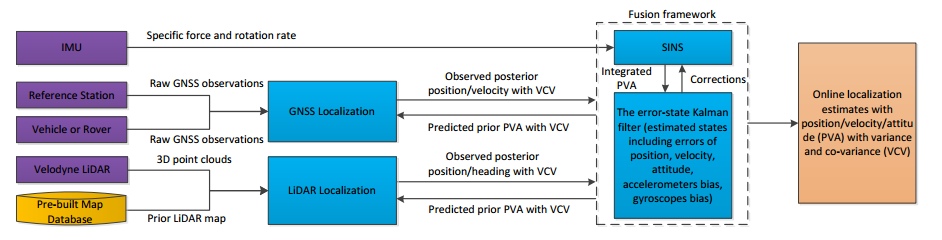 Fusion framework
IMU
Specific force and rotation rate
SINS
Integrated
PVA
Corrections
Reference Station
Raw GNSS observations
Vehicle or Rover
Raw GNSS observations
GNSS Localization
Observed posterior
position/velocity with VCV
Predicted prior PVA with VCV
Velodyne LiDAR
3D point clouds
Pre-built Map
Database
Prior LiDAR map
LiDAR Localization
Observed posterior
position/heading with VCV
Predicted prior PVA with VCV
The error-state Kalman
filter (estimated states
including errors of
position, velocity,
attitude,
accelerometers bias,
gyroscopes bias)
Online localization
estimates with
position/velocity/attitu
de (PVA) with variance
and co-variance (VCV)